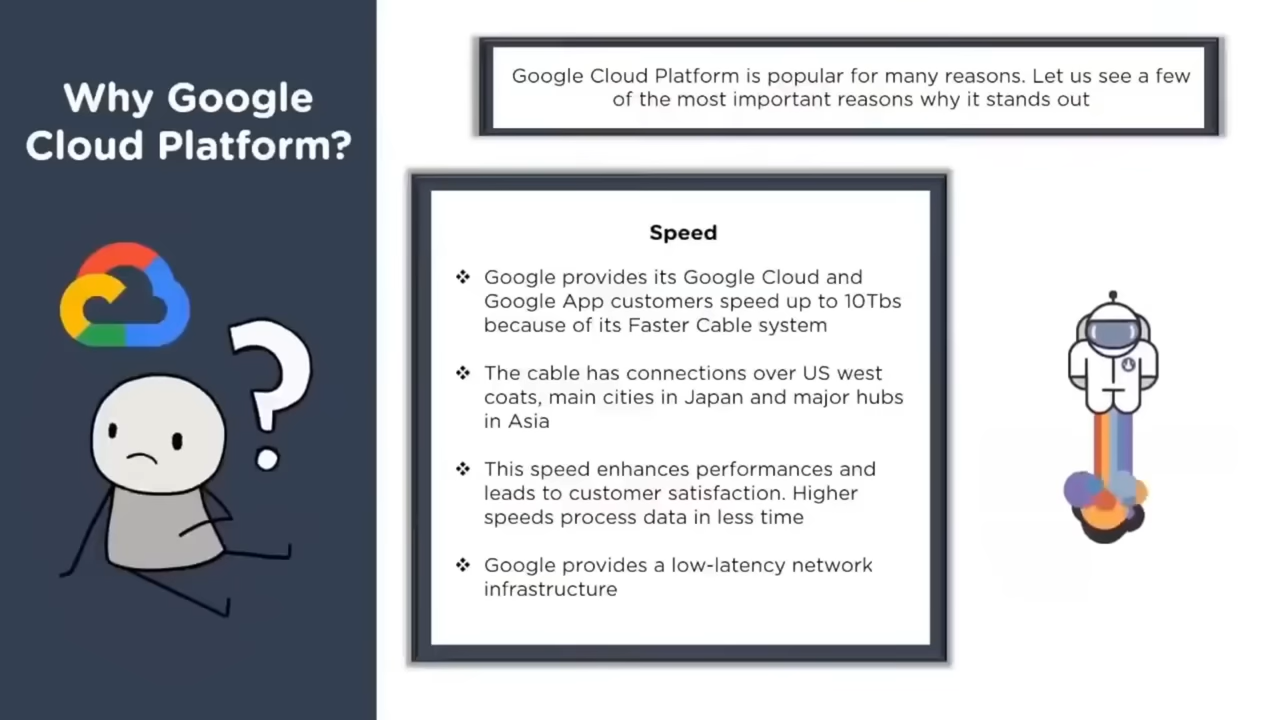 Why Google
Cloud Platform?
Google Cloud Platform is popular for many reasons. Let us see a few
of the most important reasons why it stands out
Speed
❖ Google provides its Google Cloud and
Google App customers speed up to 10Tbs
because of its Faster Cable system
❖ The cable has connections over US west
coats, main cities in Japan and major hubs
in Asia
❖ This speed enhances performances and
leads to customer satisfaction. Higher
speeds process data in less time
❖ Google provides a low-latency network
infrastructure
?